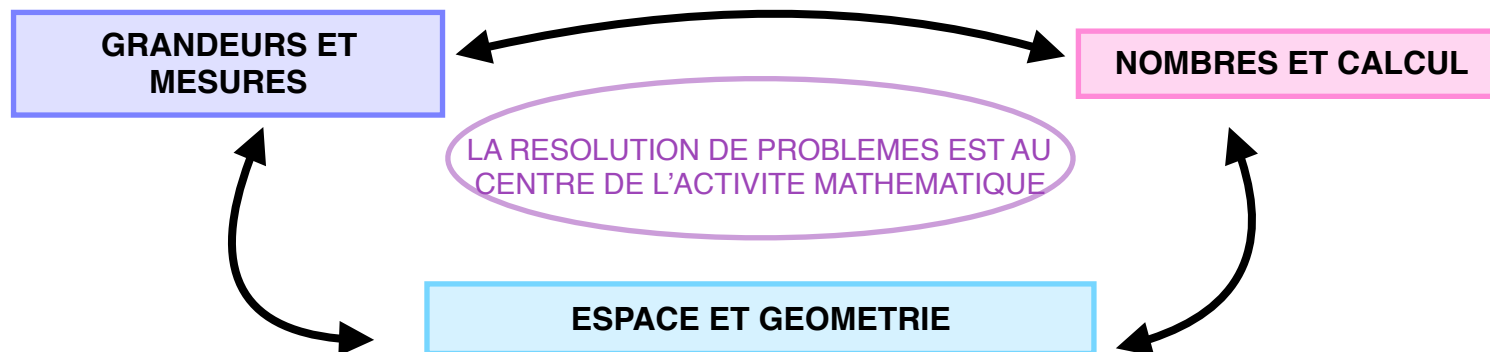 GRANDEURS ET
MESURES
NOMBRES ET CALCUL
LA RESOLUTION DE PROBLEMES EST AU
CENTRE DE L'ACTIVITE MATHEMATIQUE
ESPACE ET GEOMETRIE